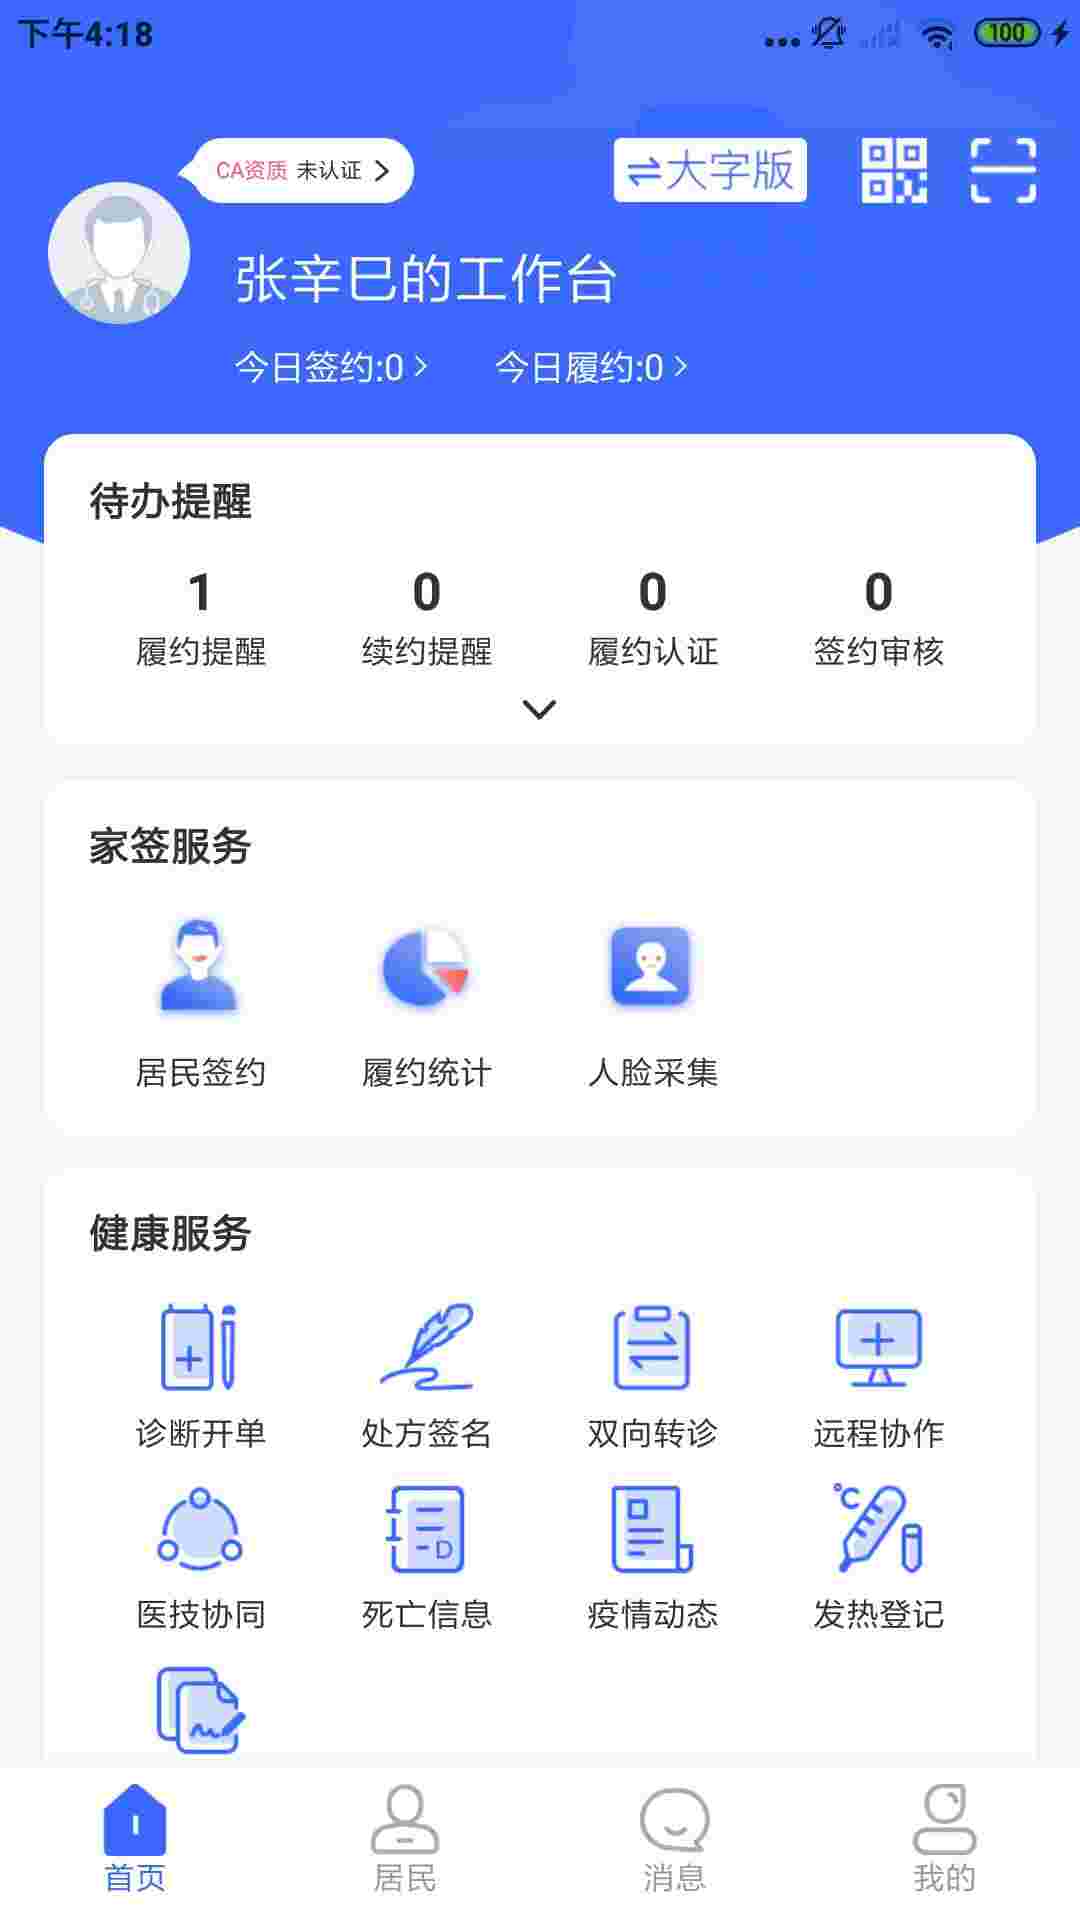 下午4:18
100
CA资质 未认证
大字版
张辛巳的工作台
今日签约:0 今日履约:0
待办提醒
1 0 0 0
履约提醒 续约提醒 履约认证 签约审核
家签服务
居民签约 履约统计 人脸采集
健康服务
诊断开单 处方签名 双向转诊 远程协作
℃
D
医技协同 死亡信息 疫情动态 发热登记
首页 居民 消息 我的